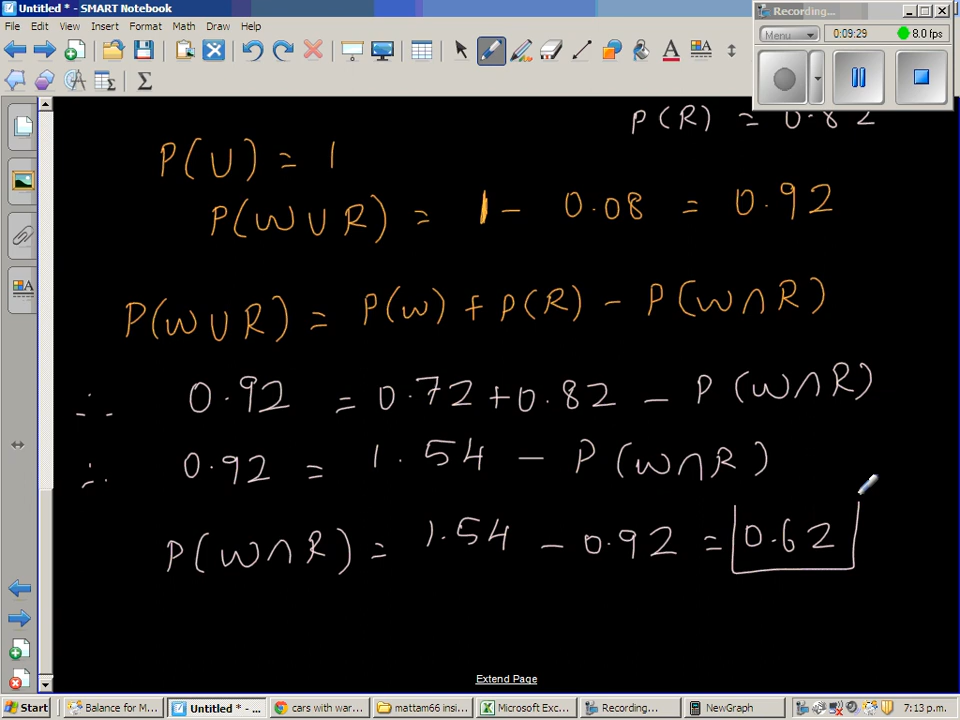 Untitled * - SMART Notebook
File Edit View Insert Format Math Draw Help
Recording...
Menu 0:09:29 8.0 fps
P(R) = 0.82
P(U) = 1
P(W∪R) = 1 - 0.08 = 0.92
P(W∪R) = P(W) + P(R) - P(W∩R)
∴ 0.92 = 0.72 + 0.82 - P(W∩R)
∴ 0.92 = 1.54 - P(W∩R)
P(W∩R) = 1.54 - 0.92 = 0.62
Extend Page
Start Balance for M... Untitled * - ... cars with war... mattam66 insi... Microsoft Exc... Recording... NewGraph 7:13 p.m.